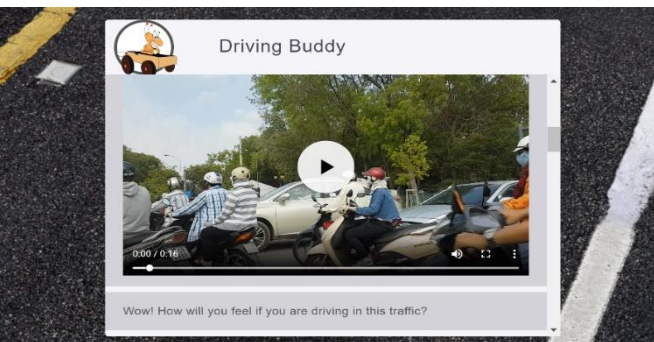 Driving Buddy
0:00 / 0:16
Wow! How will you feel if you are driving in this traffic?